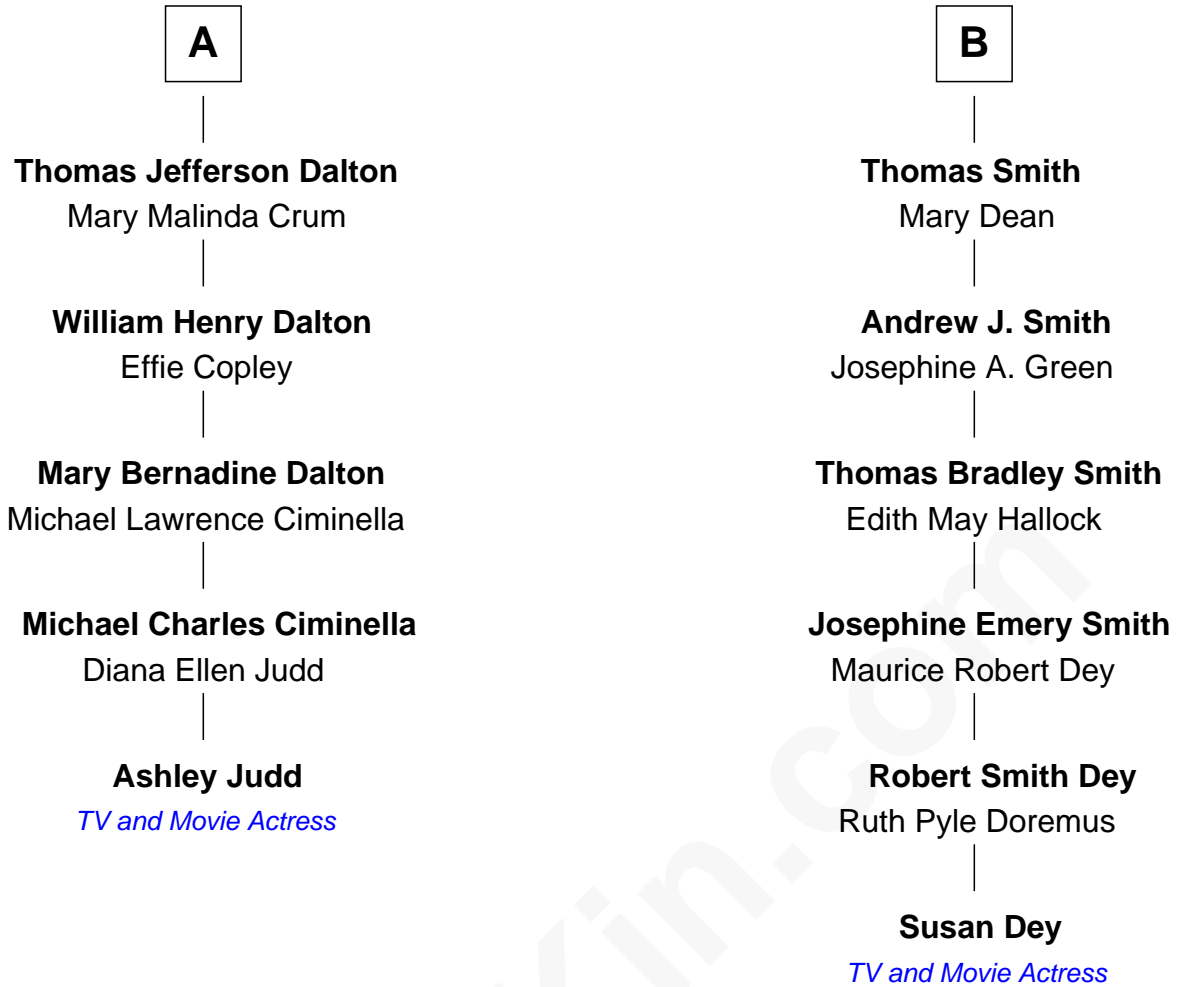 A
Thomas Jefferson Dalton
Mary Malinda Crum
William Henry Dalton
Effie Copley
Mary Bernadine Dalton
Michael Lawrence Ciminella
Michael Charles Ciminella
Diana Ellen Judd
Ashley Judd
TV and Movie Actress
B
Thomas Smith
Mary Dean
Andrew J. Smith
Josephine A. Green
Thomas Bradley Smith
Edith May Hallock
Josephine Emery Smith
Maurice Robert Dey
Robert Smith Dey
Ruth Pyle Doremus
Susan Dey
TV and Movie Actress